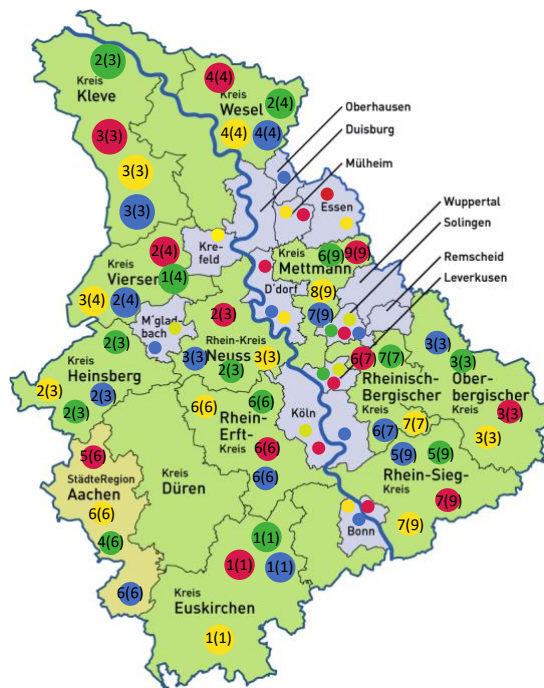 2(3)
Kreis
Kleve
3(3)
3(3)
3(3)
4(4)
Kreis
Wesel
2(4)
4(4)
4(4)
Oberhausen
Duisburg
Mülheim
Essen
Wuppertal
Solingen
Remscheid
Leverkusen
2(4)
Kreis
Viersen
1(4)
3(4)
2(4)
Kre-
feld
Kreis
Mettmann
6(9)
9(9)
8(9)
7(9)
D'dorf
M'glad
bach
2(3)
Rhein-Kreis
Neuss
3(3)
2(3)
3(3)
2(3)
Kreis
Heinsberg
2(3)
2(3)
2(3)
6(7)
7(7)
Rheinisch-
Bergischer
Kreis
6(7)
7(7)
3(3)
3(3)
Ober-
bergischer
Kreis
3(3)
3(3)
6(6)
6(6)
Rhein-
Erft-
Kreis
6(6)
6(6)
Köln
5(6)
StädteRegion
Aachen
6(6)
4(6)
6(6)
Kreis
Düren
5(9)
5(9)
Rhein-Sieg-
Kreis
7(9)
7(9)
Bonn
1(1)
1(1)
1(1)
Kreis
Euskirchen
1(1)